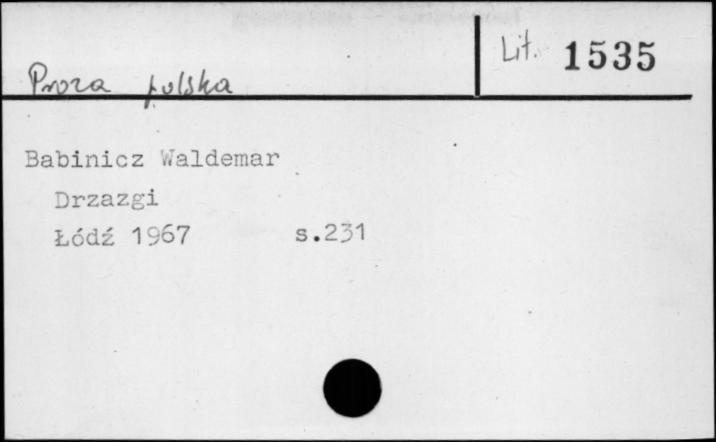 Lit. 1535
Proza polska
Babinicz Waldemar
Drzazgi
Łódź 1967 s.231